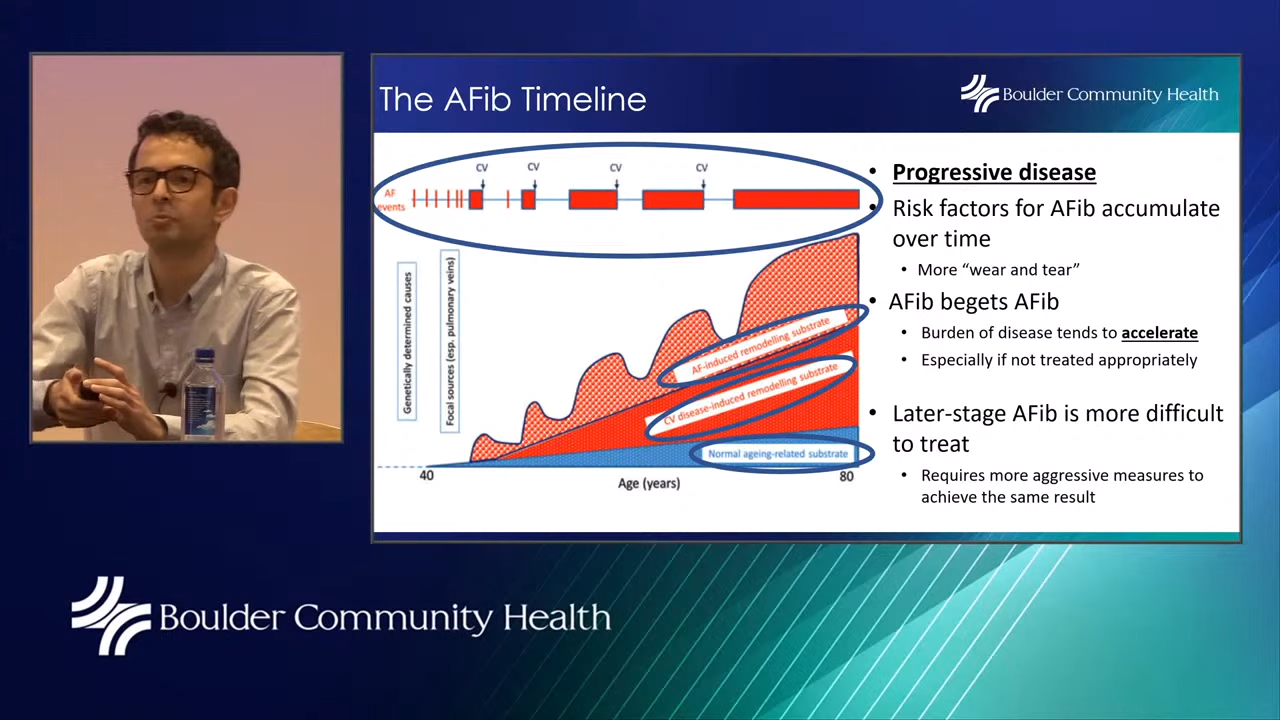 The AFib Timeline
Boulder Community Health
CV CV CV CV
AF
events
Genetically determined causes
Focal sources (esp. pulmonary veins)
AF-induced remodelling substrate
CV disease-induced remodelling substrate
Normal ageing-related substrate
40
Age (years)
80
• Progressive disease
• Risk factors for AFib accumulate
over time
• More “wear and tear”
• AFib begets AFib
• Burden of disease tends to accelerate
• Especially if not treated appropriately
• Later-stage AFib is more difficult
to treat
• Requires more aggressive measures to
achieve the same result
Boulder Community Health